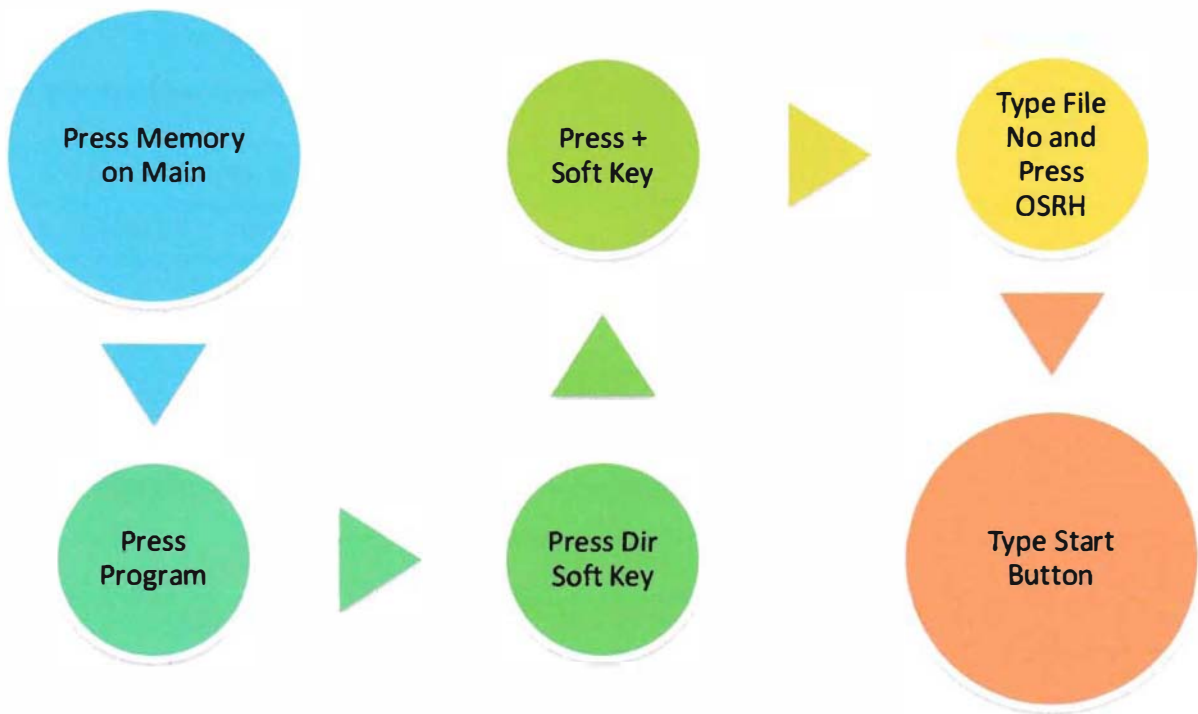 Press Memory
on Main
Press
Program
Press Dir
Soft Key
Press +
Soft Key
Type File
No and
Press
OSRH
Type Start
Button